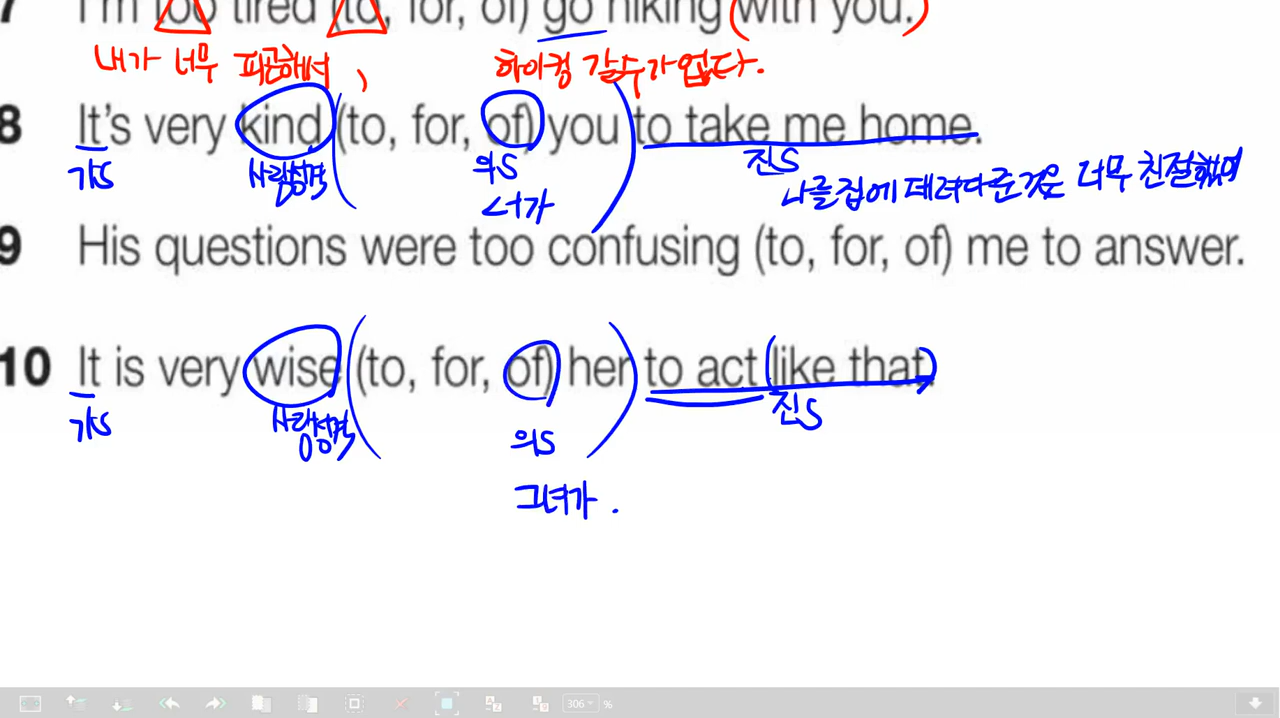 7 I'm too tired (to, for, of) go hiking (with you.)
내가 너무 피곤해서, 하이킹 갈수가 없다.
8 It's very kind (to, for, of) you to take me home.
가S 사람성격 의S 진S
너가 나를 집에 데려다 준 것은 너무 친절했어
9 His questions were too confusing (to, for, of) me to answer.
10 It is very wise (to, for, of) her to act (like that.)
가S 사람성격 의S 진S
그녀가.
306 %